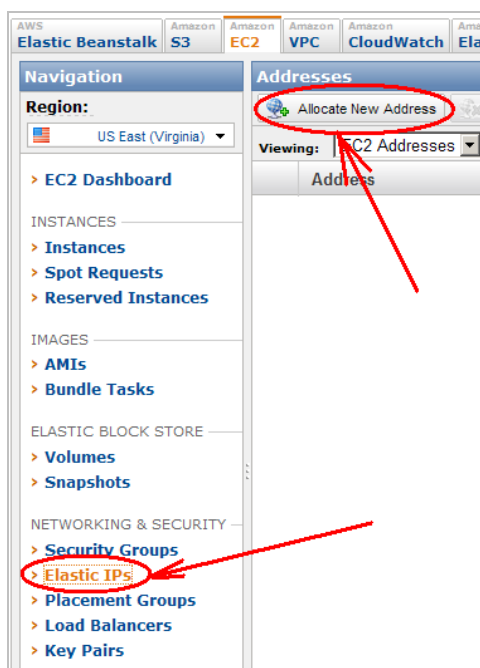 AWS Amazon Amazon Amazon Amazon
Elastic Beanstalk S3 EC2 VPC CloudWatch
Navigation
Region:
US East (Virginia)
EC2 Dashboard
INSTANCES
Instances
Spot Requests
Reserved Instances
IMAGES
AMIs
Bundle Tasks
ELASTIC BLOCK STORE
Volumes
Snapshots
NETWORKING & SECURITY
Security Groups
Elastic IPs
Placement Groups
Load Balancers
Key Pairs
Addresses
Allocate New Address
Viewing: EC2 Addresses
Address